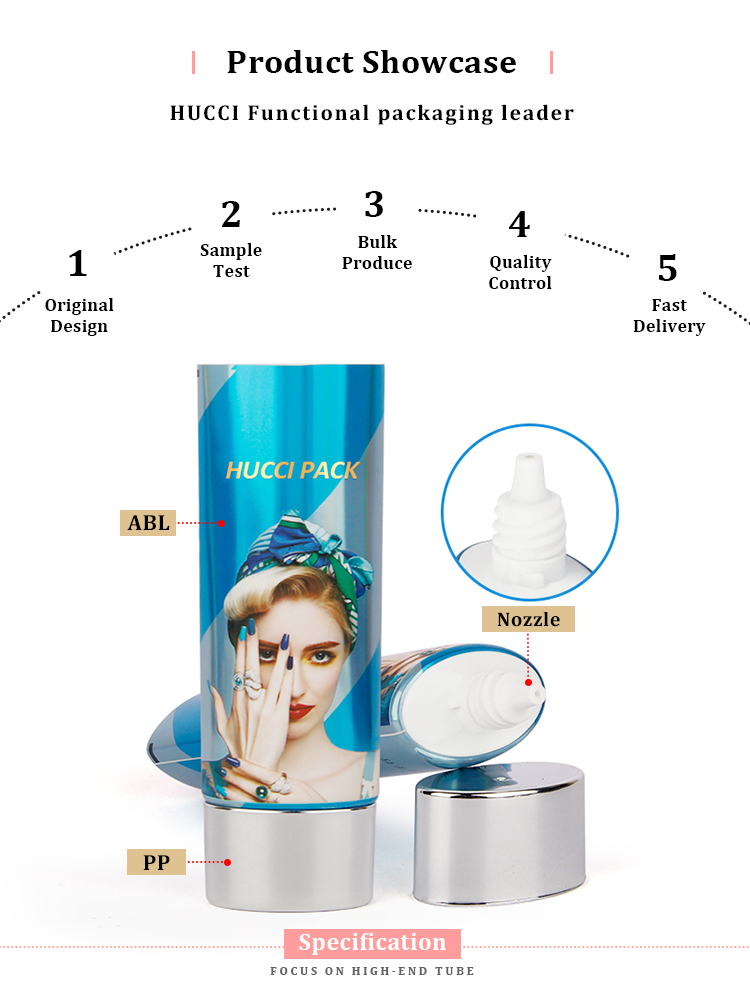 Product Showcase
HUCCI Functional packaging leader
1
Original
Design
2
Sample
Test
3
Bulk
Produce
4
Quality
Control
5
Fast
Delivery
HUCCI PACK
ABL
Nozzle
PP
Specification
FOCUS ON HIGH-END TUBE